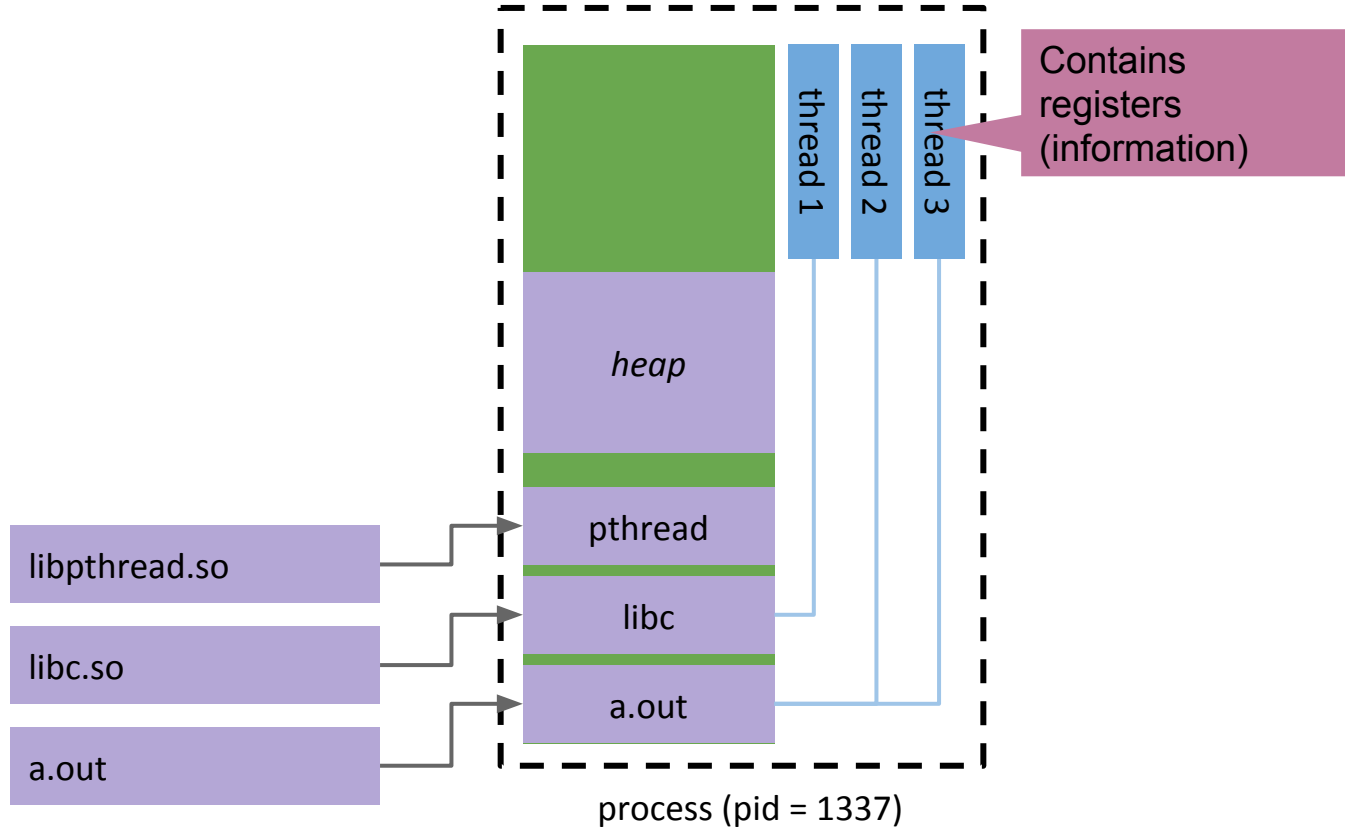 thread 1
thread 2
thread 3
Contains
registers
(information)
heap
pthread
libc
a.out
libpthread.so
libc.so
a.out
process (pid = 1337)